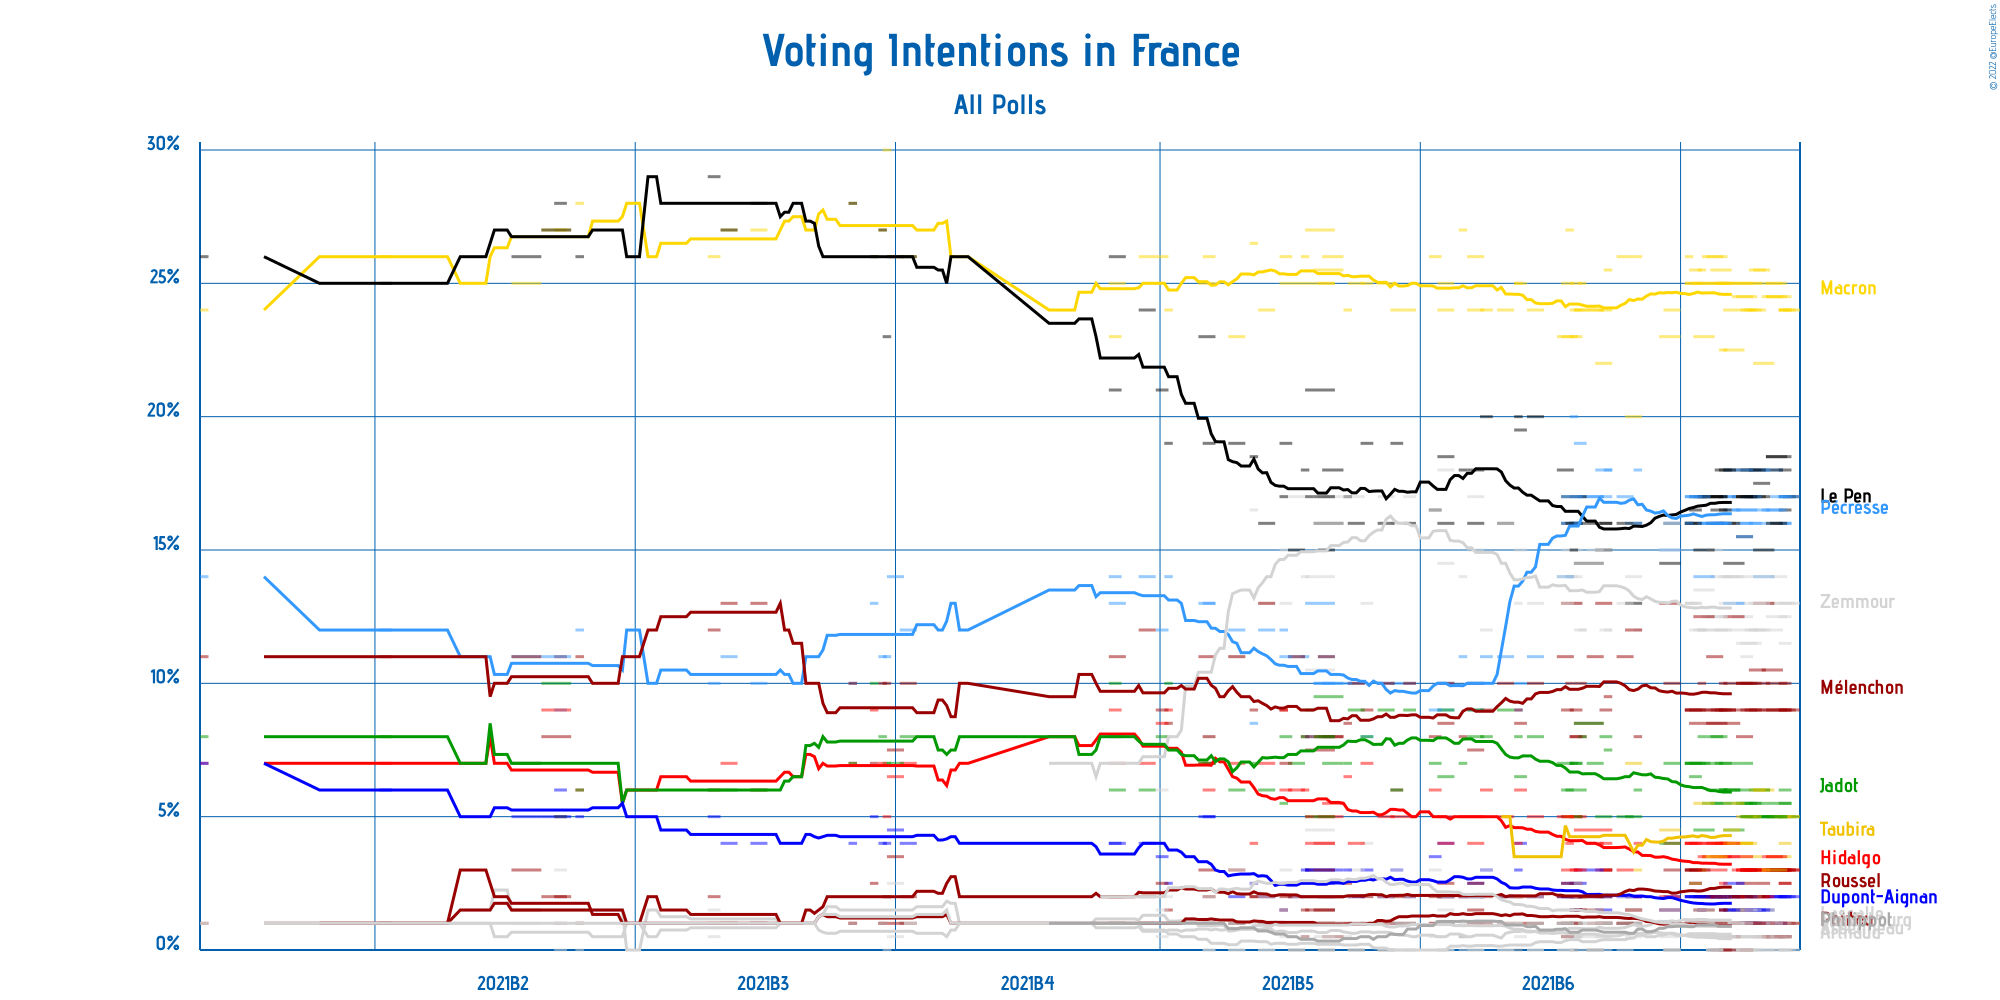 © 2022 @EuropeElects
Voting Intentions in France
All Polls
30%
25%
20%
15%
10%
5%
0%
Macron
Le Pen
Pécresse
Zemmour
Mélenchon
Jadot
Taubira
Hidalgo
Roussel
Dupont-Aignan
Arnaud
2021B2
2021B3
2021B4
2021B5
2021B6